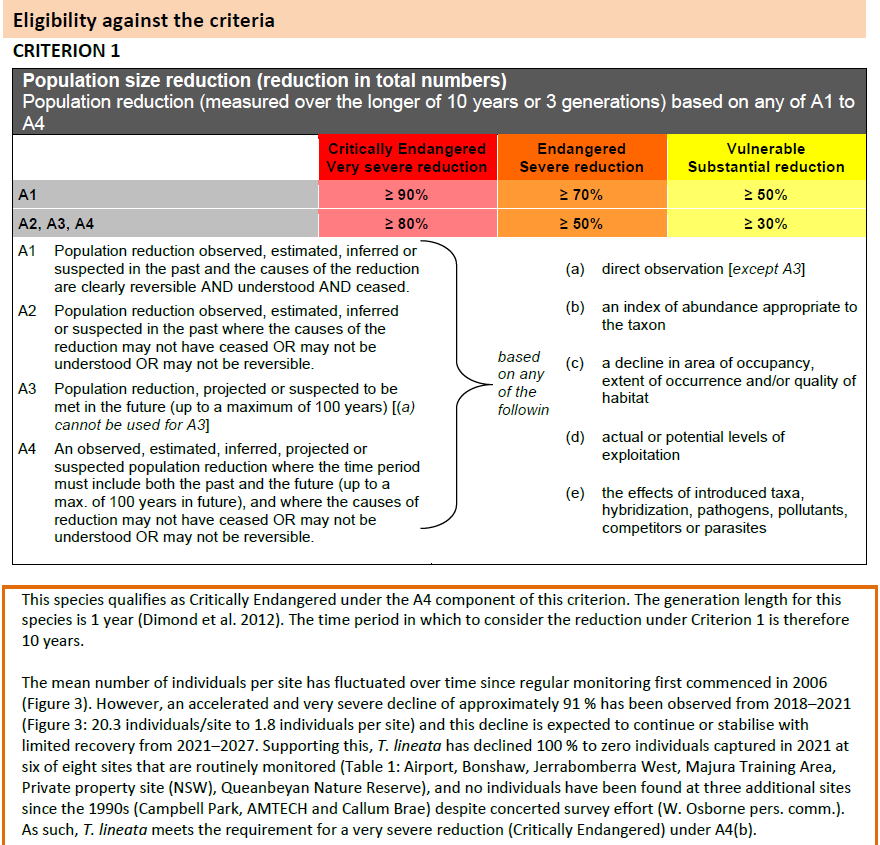 Eligibility against the criteria
CRITERION 1
Population size reduction (reduction in total numbers)
Population reduction (measured over the longer of 10 years or 3 generations) based on any of A1 to
A4
Critically Endangered
Very severe reduction
Endangered
Severe reduction
Vulnerable
Substantial reduction
A1 ≥ 90% ≥ 70% ≥ 50%
A2, A3, A4 ≥ 80% ≥ 50% ≥ 30%
A1 Population reduction observed, estimated, inferred or
suspected in the past and the causes of the reduction
are clearly reversible AND understood AND ceased.
A2 Population reduction observed, estimated, inferred
or suspected in the past where the causes of the
reduction may not have ceased OR may not be
understood OR may not be reversible.
A3 Population reduction, projected or suspected to be
met in the future (up to a maximum of 100 years) [(a)
cannot be used for A3]
A4 An observed, estimated, inferred, projected or
suspected population reduction where the time period
must include both the past and the future (up to a
max. of 100 years in future), and where the causes of
reduction may not have ceased OR may not be
understood OR may not be reversible.
based
on any
of the
followin
(a) direct observation [except A3]
(b) an index of abundance appropriate to
the taxon
(c) a decline in area of occupancy,
extent of occurrence and/or quality of
habitat
(d) actual or potential levels of
exploitation
(e) the effects of introduced taxa,
hybridization, pathogens, pollutants,
competitors or parasites
This species qualifies as Critically Endangered under the A4 component of this criterion. The generation length for this
species is 1 year (Dimond et al. 2012). The time period in which to consider the reduction under Criterion 1 is therefore
10 years.
The mean number of individuals per site has fluctuated over time since regular monitoring first commenced in 2006
(Figure 3). However, an accelerated and very severe decline of approximately 91 % has been observed from 2018–2021
(Figure 3: 20.3 individuals/site to 1.8 individuals per site) and this decline is expected to continue or stabilise with
limited recovery from 2021–2027. Supporting this, T. lineata has declined 100 % to zero individuals captured in 2021 at
six of eight sites that are routinely monitored (Table 1: Airport, Bonshaw, Jerrabomberra West, Majura Training Area,
Private property site (NSW), Queanbeyan Nature Reserve), and no individuals have been found at three additional sites
since the 1990s (Campbell Park, AMTECH and Callum Brae) despite concerted survey effort (W. Osborne pers. comm.).
As such, T. lineata meets the requirement for a very severe reduction (Critically Endangered) under A4(b).